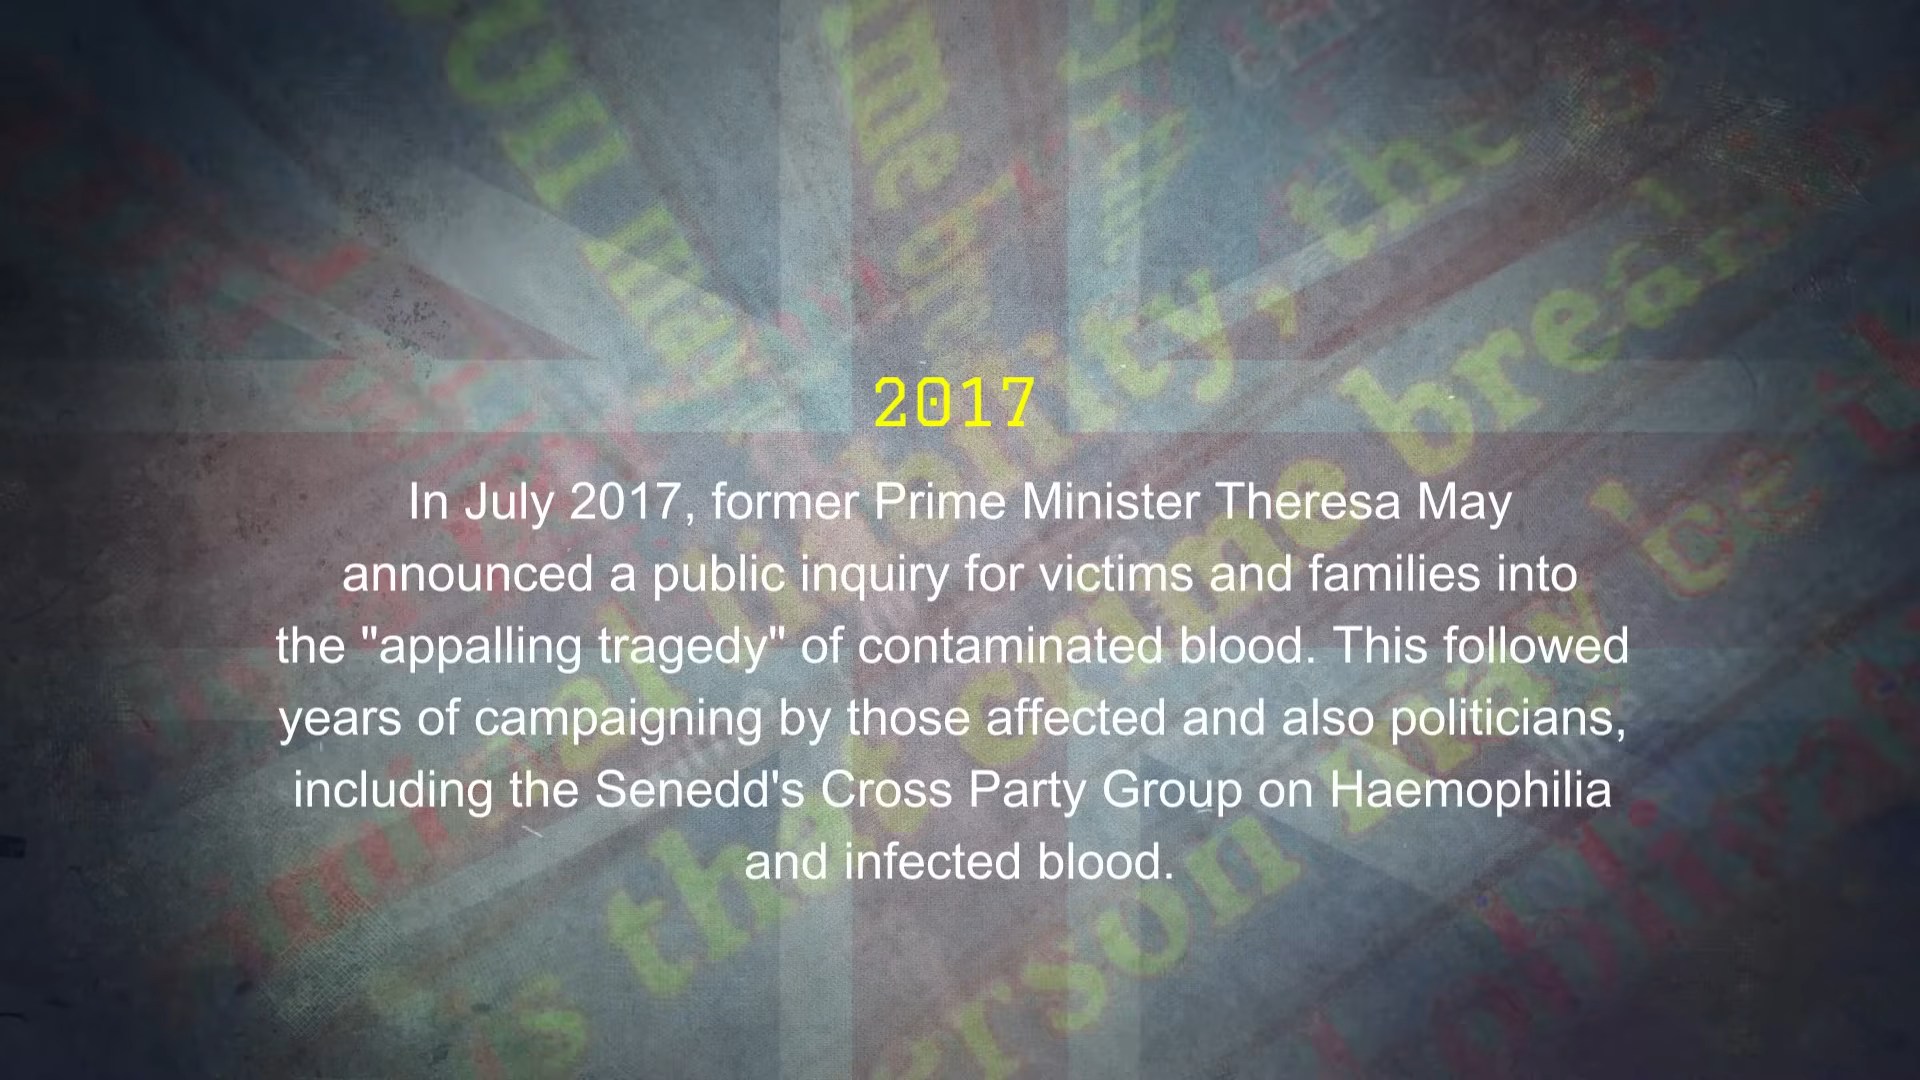 2017
In July 2017, former Prime Minister Theresa May
announced a public inquiry for victims and families into
the "appalling tragedy" of contaminated blood. This followed
years of campaigning by those affected and also politicians,
including the Senedd's Cross Party Group on Haemophilia
and infected blood.